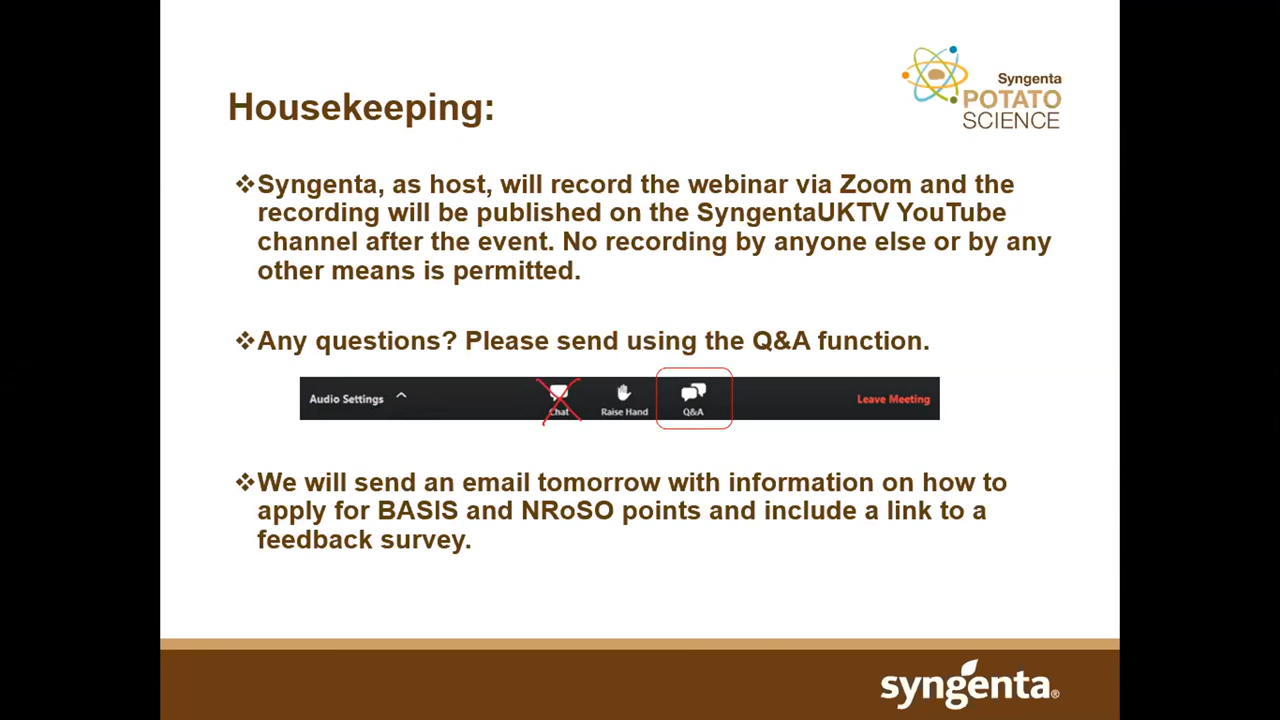 Syngenta
POTATO
SCIENCE
Housekeeping:
❖Syngenta, as host, will record the webinar via Zoom and the
recording will be published on the SyngentaUKTV YouTube
channel after the event. No recording by anyone else or by any
other means is permitted.
❖Any questions? Please send using the Q&A function.
Audio Settings Chat Raise Hand Q&A Leave Meeting
❖We will send an email tomorrow with information on how to
apply for BASIS and NRoSO points and include a link to a
feedback survey.
syngenta®